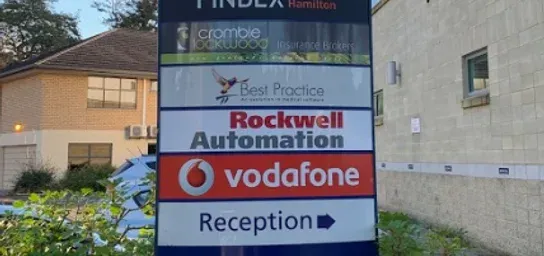 FINDEX
Hamilton
crombie
lockwood Insurance Brokers
Best Practice
Rockwell
Automation
vodafone
Reception